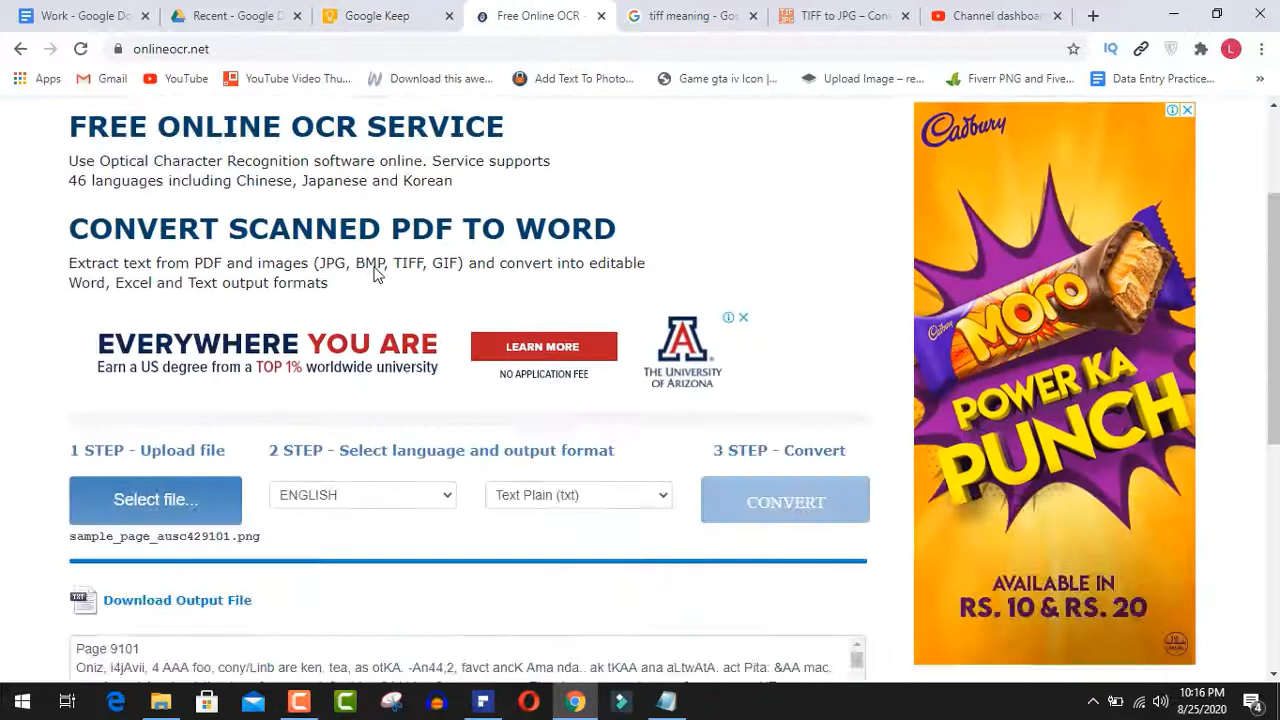 Work - Google Do
Recent - Google D
Google Keep
Free Online OCR -
tiff meaning - Goo
TIFF to JPG – Con
Channel dashboar
onlineocr.net
Apps
Gmail
YouTube
YouTube Video Thu...
Download this awe...
Add Text To Photo...
Game gta iv Icon |...
Upload Image – re...
Fiverr PNG and Five...
Data Entry Practice...
FREE ONLINE OCR SERVICE
Use Optical Character Recognition software online. Service supports
46 languages including Chinese, Japanese and Korean
CONVERT SCANNED PDF TO WORD
Extract text from PDF and images (JPG, BMP, TIFF, GIF) and convert into editable
Word, Excel and Text output formats
EVERYWHERE YOU ARE
Earn a US degree from a TOP 1% worldwide university
LEARN MORE
NO APPLICATION FEE
THE UNIVERSITY
OF ARIZONA
1 STEP - Upload file
2 STEP - Select language and output format
3 STEP - Convert
Select file...
ENGLISH
Text Plain (txt)
CONVERT
sample_page_ausc429101.png
TXT
Download Output File
Page 9101
Oniz, i4jAvii, 4 AAA foo, cony/Linb are ken. tea, as otKA. -An44,2, favct ancK Ama nda.. ak tKAA ana aLtwAtA. act Pita: &AA mac.
Cadbury
Cadbury
MORO
POWER KA
PUNCH
AVAILABLE IN
RS. 10 & RS. 20
10:16 PM
8/25/2020